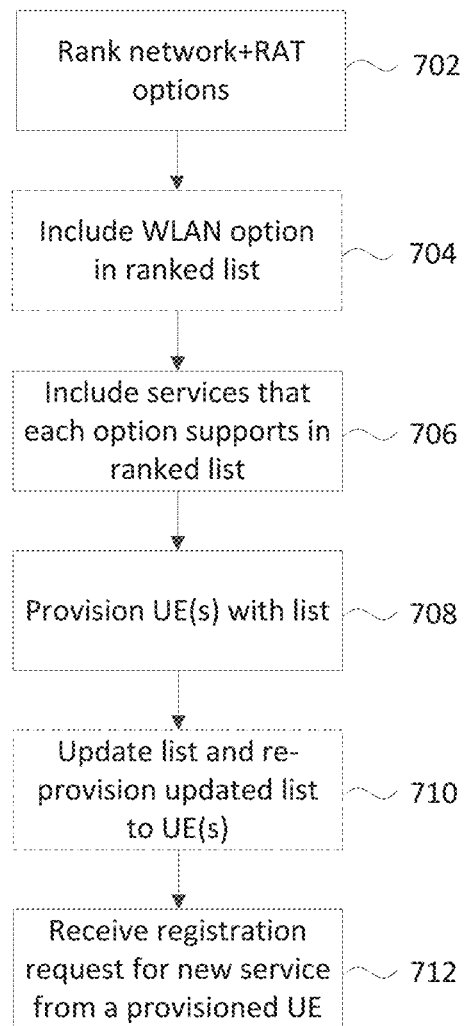 Rank network+RAT
options
702
Include WLAN option
in ranked list
704
Include services that
each option supports in
ranked list
706
Provision UE(s) with list
708
Update list and re-
provision updated list
to UE(s)
710
Receive registration
request for new service
from a provisioned UE
712